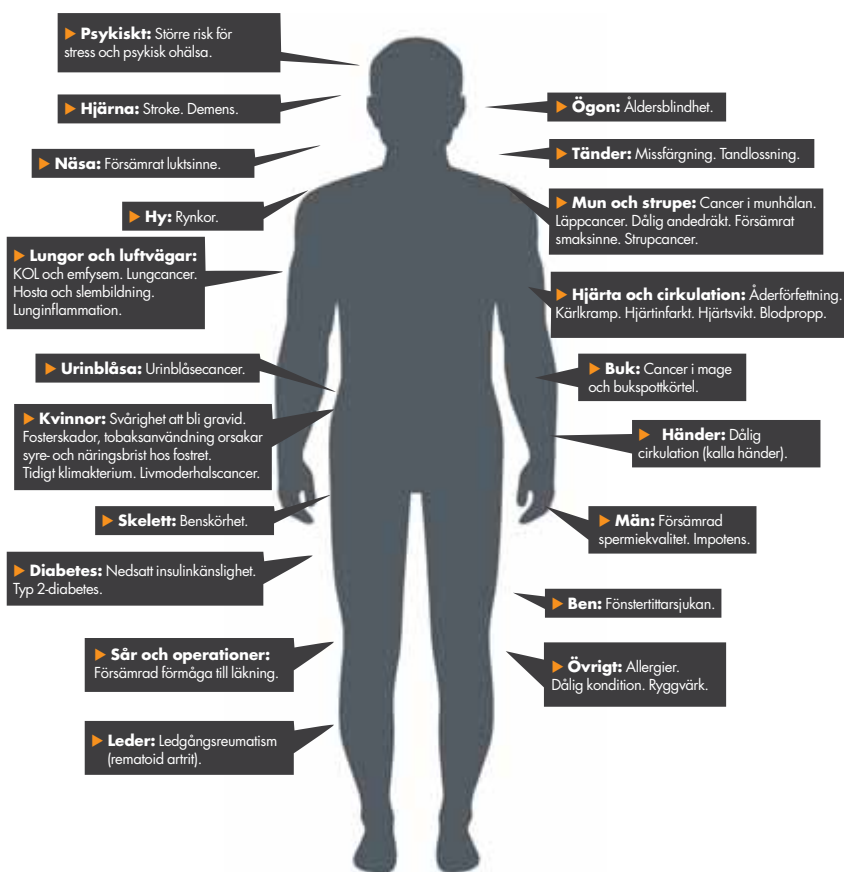 ▶ Psykiskt: Större risk för
stress och psykisk ohälsa.
▶ Hjärna: Stroke. Demens.
▶ Näsa: Försämrat luktsinne.
▶ Hy: Rynkor.
▶ Lungor och luftvägar:
KOL och emfysem. Lungcancer.
Hosta och slembildning.
Lunginflammation.
▶ Urinblåsa: Urinblåsecancer.
▶ Kvinnor: Svårighet att bli gravid.
Fosterskador, tobaksanvändning orsakar
syre- och näringsbrist hos fostret.
Tidigt klimakterium. Livmoderhalscancer.
▶ Skelett: Benskörhet.
▶ Diabetes: Nedsatt insulinkänslighet.
Typ 2-diabetes.
▶ Sår och operationer:
Försämrad förmåga till läkning.
▶ Leder: Ledgångsreumatism
(rematoid artrit).
▶ Ögon: Åldersblindhet.
▶ Tänder: Missfärgning. Tandlossning.
▶ Mun och strupe: Cancer i munhålan.
Läppcancer. Dålig andedräkt. Försämrat
smaksinne. Strupcancer.
▶ Hjärta och cirkulation: Åderförfettning.
Kärlkramp. Hjärtinfarkt. Hjärtsvikt. Blodpropp.
▶ Buk: Cancer i mage
och bukspottkörtel.
▶ Händer: Dålig
cirkulation (kalla händer).
▶ Män: Försämrad
spermiekvalitet. Impotens.
▶ Ben: Fönstertittarsjukan.
▶ Övrigt: Allergier.
Dålig kondition. Ryggvärk.